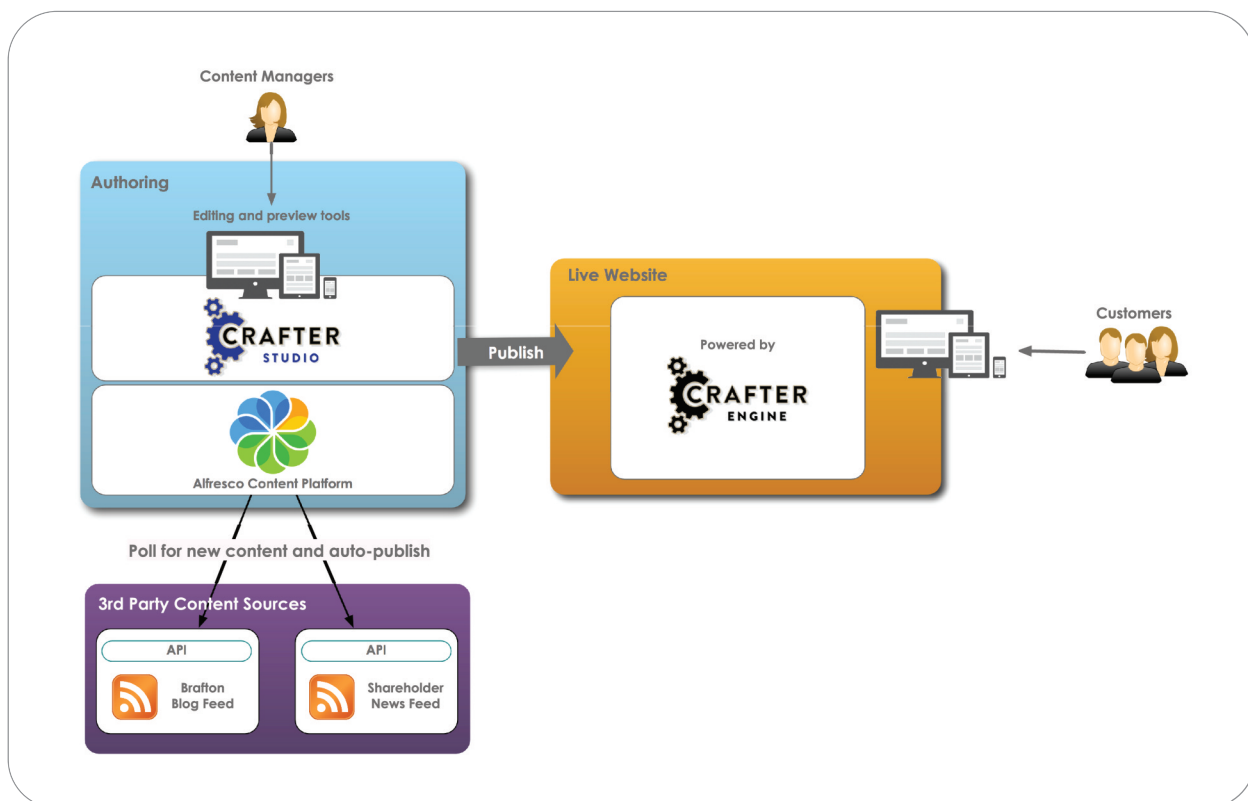 Content Managers
Authoring
Editing and preview tools
CRAFTER
STUDIO
Alfresco Content Platform
Publish
Live Website
Powered by
CRAFTER
ENGINE
Customers
Poll for new content and auto-publish
3rd Party Content Sources
API
Brafton
Blog Feed
API
Shareholder
News Feed